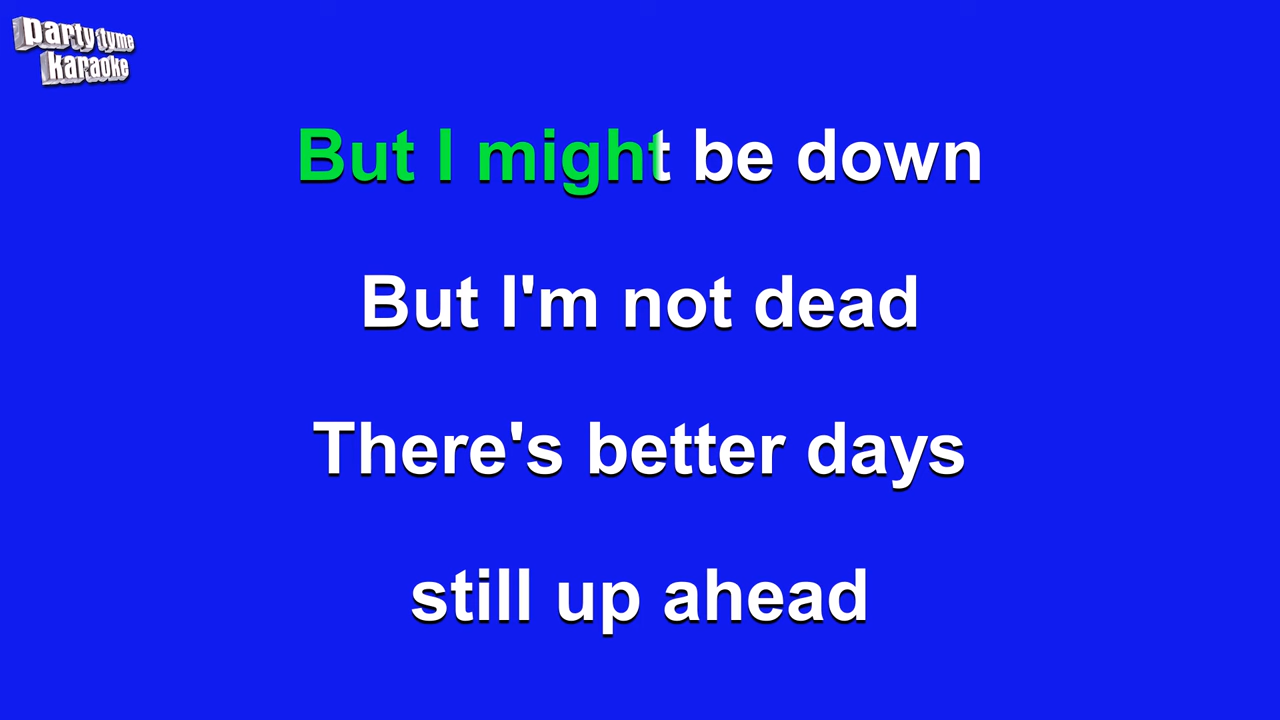 party tyme
karaoke
But I might be down
But I'm not dead
There's better days
still up ahead